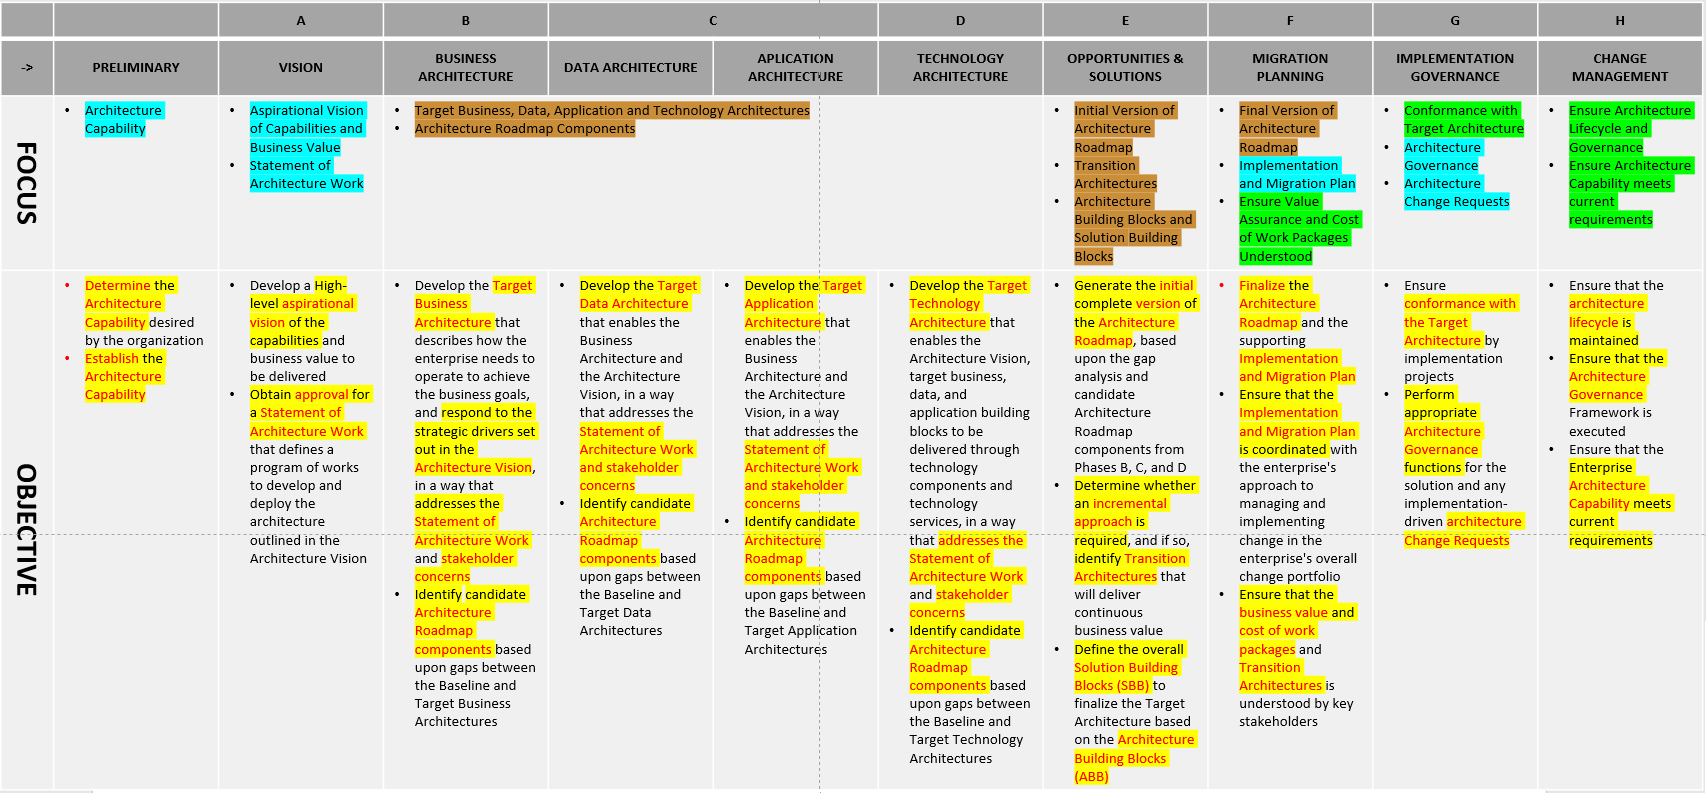 A
B
C
D
E
F
G
H
->
PRELIMINARY
VISION
BUSINESS
ARCHITECTURE
DATA ARCHITECTURE
APLICATION
ARCHITECTURE
TECHNOLOGY
ARCHITECTURE
OPPORTUNITIES &
SOLUTIONS
MIGRATION
PLANNING
IMPLEMENTATION
GOVERNANCE
CHANGE
MANAGEMENT
FOCUS
• Architecture
Capability
• Aspirational Vision
of Capabilities and
Business Value
• Statement of
Architecture Work
• Target Business, Data, Application and Technology Architectures
• Architecture Roadmap Components
• Initial Version of
Architecture
Roadmap
• Transition
Architectures
• Architecture
Building Blocks and
Solution Building
Blocks
• Final Version of
Architecture
Roadmap
• Implementation
and Migration Plan
• Ensure Value
Assurance and Cost
of Work Packages
Understood
• Conformance with
Target Architecture
• Architecture
Governance
• Architecture
Change Requests
• Ensure Architecture
Lifecycle and
Governance
• Ensure Architecture
Capability meets
current
requirements
OBJECTIVE
• Determine the
Architecture
Capability desired
by the organization
• Establish the
Architecture
Capability
• Develop a High-
level aspirational
vision of the
capabilities and
business value to
be delivered
• Obtain approval for
a Statement of
Architecture Work
that defines a
program of works
to develop and
deploy the
architecture
outlined in the
Architecture Vision
• Develop the Target
Business
Architecture that
describes how the
enterprise needs to
operate to achieve
the business goals,
and respond to the
strategic drivers set
out in the
Architecture Vision,
in a way that
addresses the
Statement of
Architecture Work
and stakeholder
concerns
• Identify candidate
Architecture
Roadmap
components based
upon gaps between
the Baseline and
Target Business
Architectures
• Develop the Target
Data Architecture
that enables the
Business
Architecture and
the Architecture
Vision, in a way
that addresses the
Statement of
Architecture Work
and stakeholder
concerns
• Identify candidate
Architecture
Roadmap
components based
upon gaps between
the Baseline and
Target Data
Architectures
• Develop the Target
Application
Architecture that
enables the
Business
Architecture and
the Architecture
Vision, in a way
that addresses the
Statement of
Architecture Work
and stakeholder
concerns
• Identify candidate
Architecture
Roadmap
components based
upon gaps between
the Baseline and
Target Application
Architectures
• Develop the Target
Technology
Architecture that
enables the
Architecture Vision,
target business,
data, and
application building
blocks to be
delivered through
technology
components and
technology
services, in a way
that addresses the
Statement of
Architecture Work
and stakeholder
concerns
• Identify candidate
Architecture
Roadmap
components based
upon gaps between
the Baseline and
Target Technology
Architectures
• Generate the initial
complete version of
the Architecture
Roadmap, based
upon the gap
analysis and
candidate
Architecture
Roadmap
components from
Phases B, C, and D
• Determine whether
an incremental
approach is
required, and if so,
identify Transition
Architectures that
will deliver
continuous
business value
• Define the overall
Solution Building
Blocks (SBB) to
finalize the Target
Architecture based
on the Architecture
Building Blocks
(ABB)
• Finalize the
Architecture
Roadmap and the
supporting
Implementation
and Migration Plan
• Ensure that the
Implementation
and Migration Plan
is coordinated with
the enterprise's
approach to
managing and
implementing
change in the
enterprise's overall
change portfolio
• Ensure that the
business value and
cost of work
packages and
Transition
Architectures is
understood by key
stakeholders
• Ensure
conformance with
the Target
Architecture by
implementation
projects
• Perform
appropriate
Architecture
Governance
functions for the
solution and any
implementation-
driven architecture
Change Requests
• Ensure that the
architecture
lifecycle is
maintained
• Ensure that the
Architecture
Governance
Framework is
executed
• Ensure that the
Enterprise
Architecture
Capability meets
current
requirements